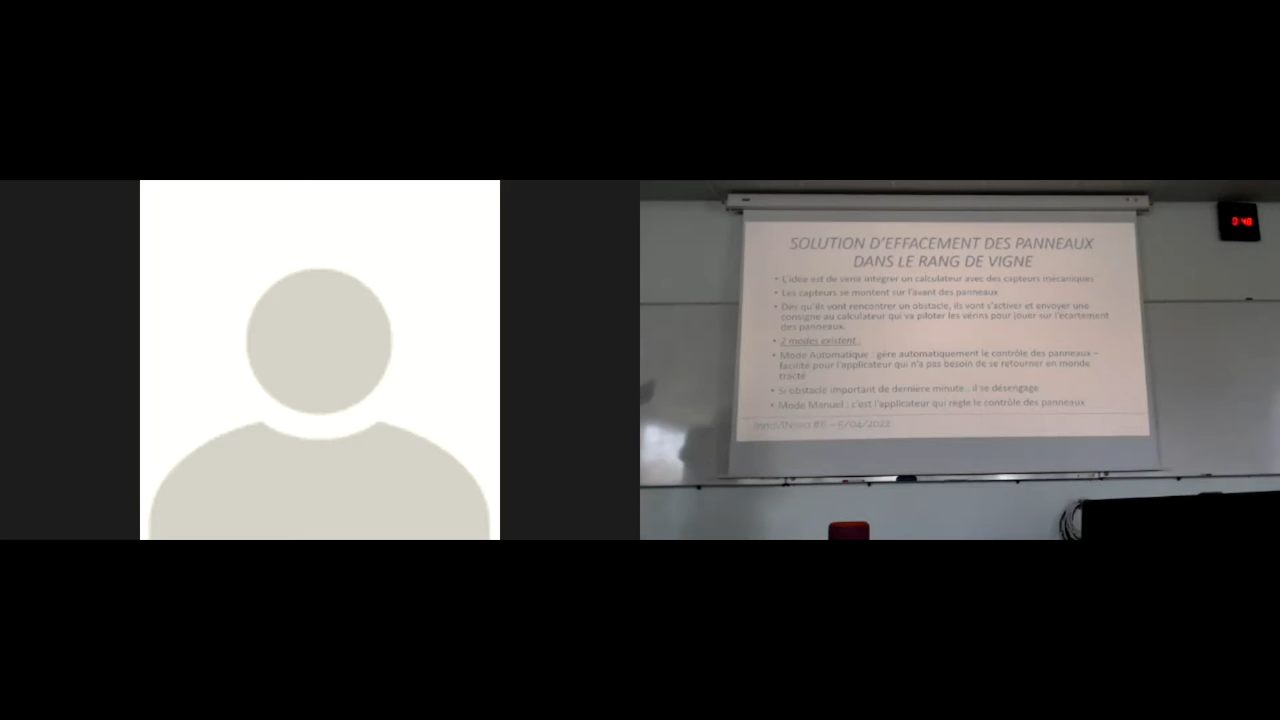 SOLUTION D'EFFACEMENT DES PANNEAUX
DANS LE RANG DE VIGNE
• L'idée est de venir intégrer un calculateur avec des capteurs mécaniques
• Les capteurs se montent sur l'avant des panneaux
• Dès qu'ils vont rencontrer un obstacle, ils vont s'activer et envoyer une
consigne au calculateur qui va piloter les vérins pour jouer sur l'écartement
des panneaux.
• 2 modes existent :
• Mode Automatique : gère automatiquement le contrôle des panneaux –
facilité pour l'applicateur qui n'a pas besoin de se retourner en monde
tracté
• Si obstacle important de dernière minute : il se désengage
• Mode Manuel : c'est l'applicateur qui règle le contrôle des panneaux
– 6/04/2022